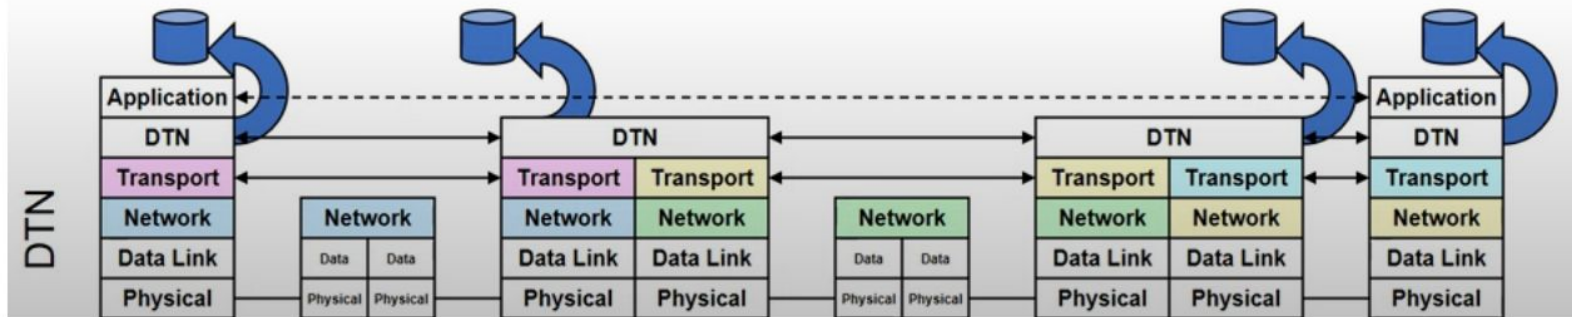 DTN
Application Application
DTN DTN DTN DTN
Transport Transport Transport Transport Transport Transport
Network Network Network Network Network Network Network Network
Data Link Data Data Data Link Data Link Data Data Data Link Data Link Data Link
Physical Physical Physical Physical Physical Physical Physical Physical Physical Physical